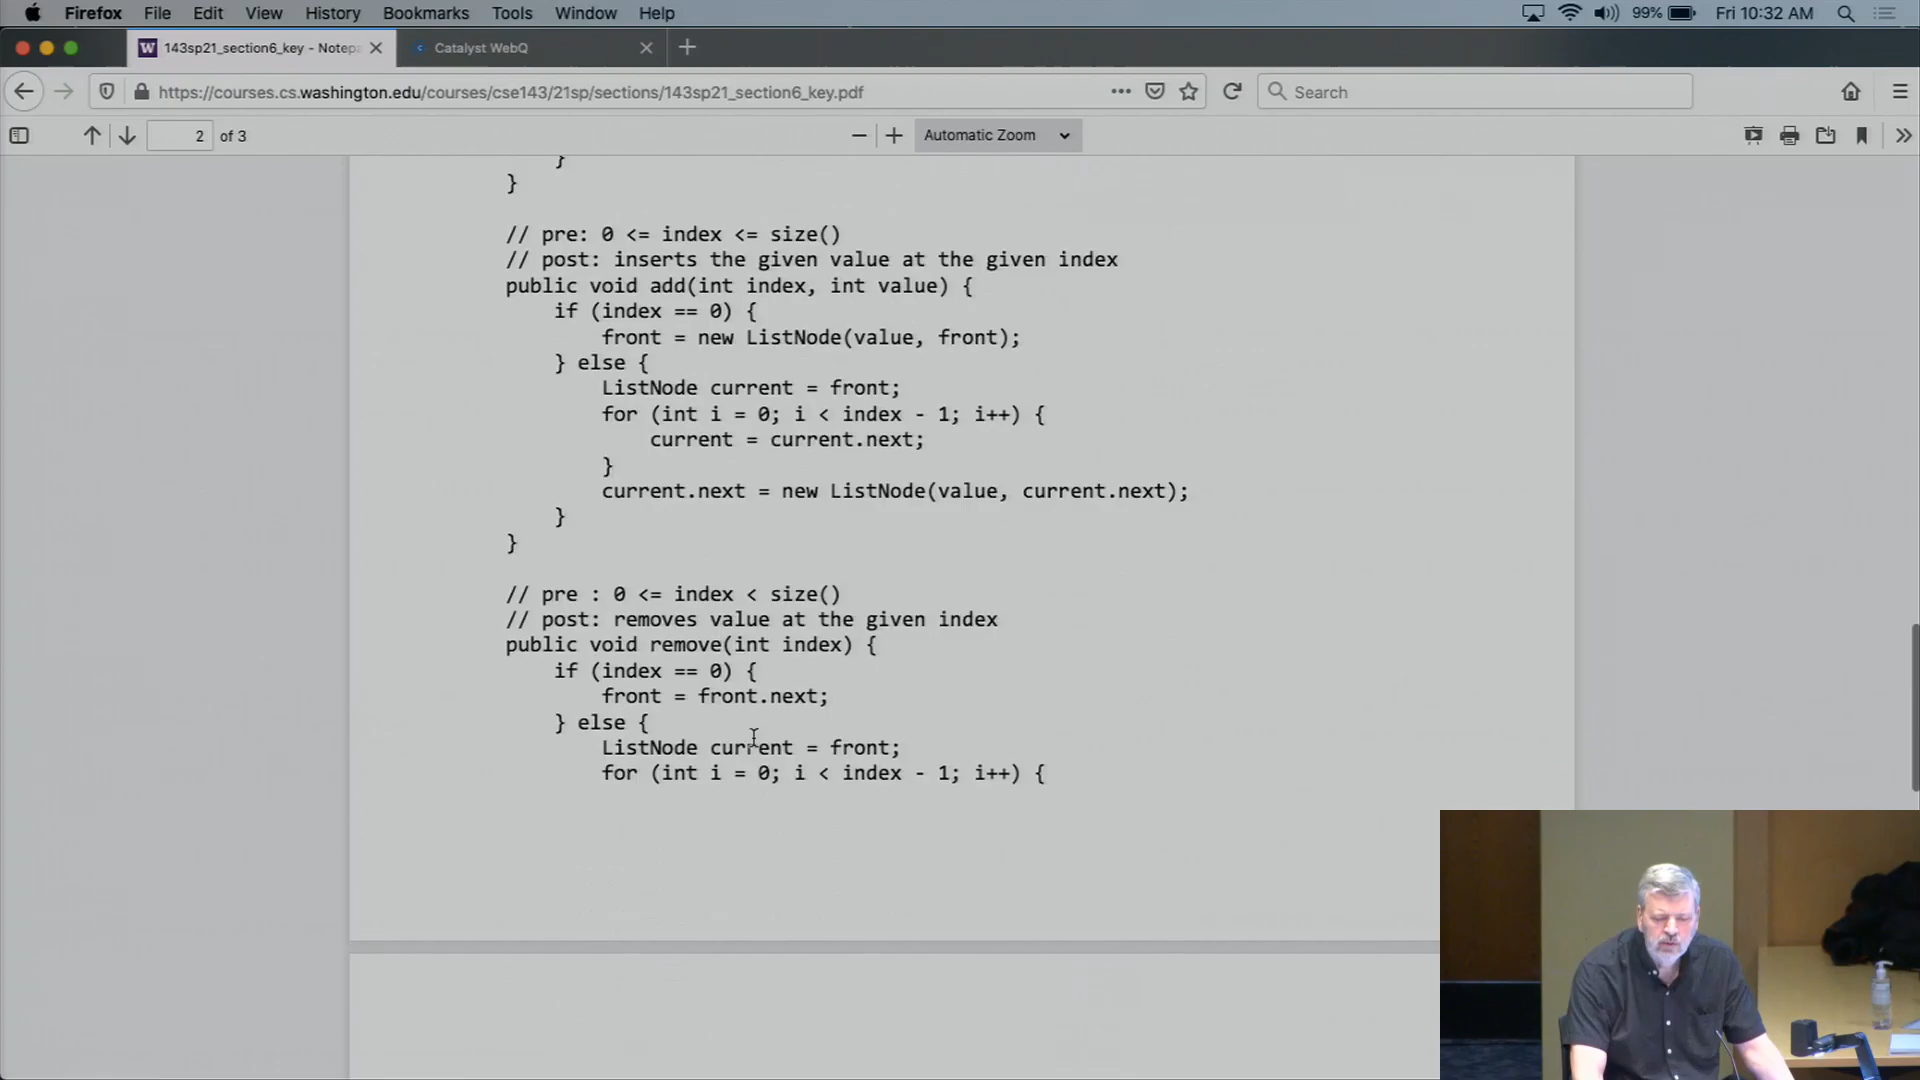 Firefox File Edit View History Bookmarks Tools Window Help 99% Fri 10:32 AM
143sp21_section6_key - Notepa Catalyst WebQ
https://courses.cs.washington.edu/courses/cse143/21sp/sections/143sp21_section6_key.pdf Search
2 of 3 Automatic Zoom
}
}
// pre: 0 <= index <= size()
// post: inserts the given value at the given index
public void add(int index, int value) {
if (index == 0) {
front = new ListNode(value, front);
} else {
ListNode current = front;
for (int i = 0; i < index - 1; i++) {
current = current.next;
}
current.next = new ListNode(value, current.next);
}
}
// pre : 0 <= index < size()
// post: removes value at the given index
public void remove(int index) {
if (index == 0) {
front = front.next;
} else {
ListNode current = front;
for (int i = 0; i < index - 1; i++) {